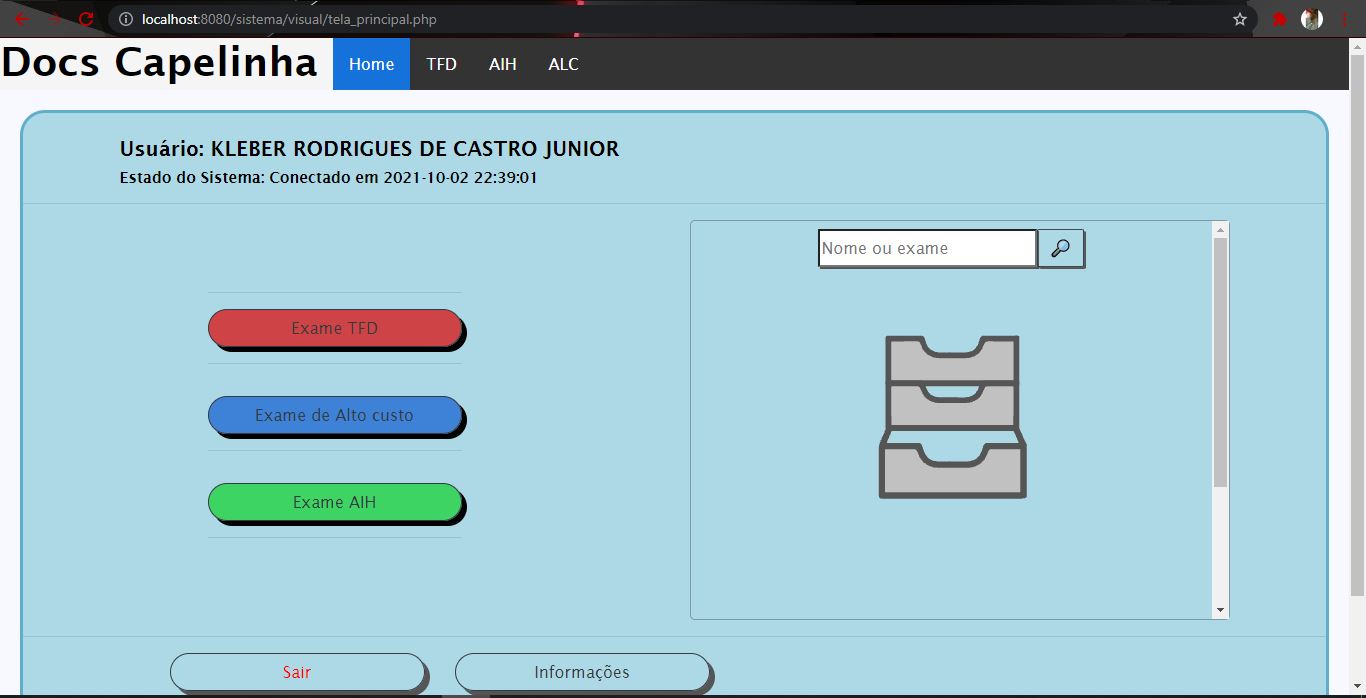 localhost:8080/sistema/visual/tela_principal.php
Docs Capelinha Home TFD AIH ALC
Usuário: KLEBER RODRIGUES DE CASTRO JUNIOR
Estado do Sistema: Conectado em 2021-10-02 22:39:01
Nome ou exame
Exame TFD
Exame de Alto custo
Exame AIH
Sair Informações